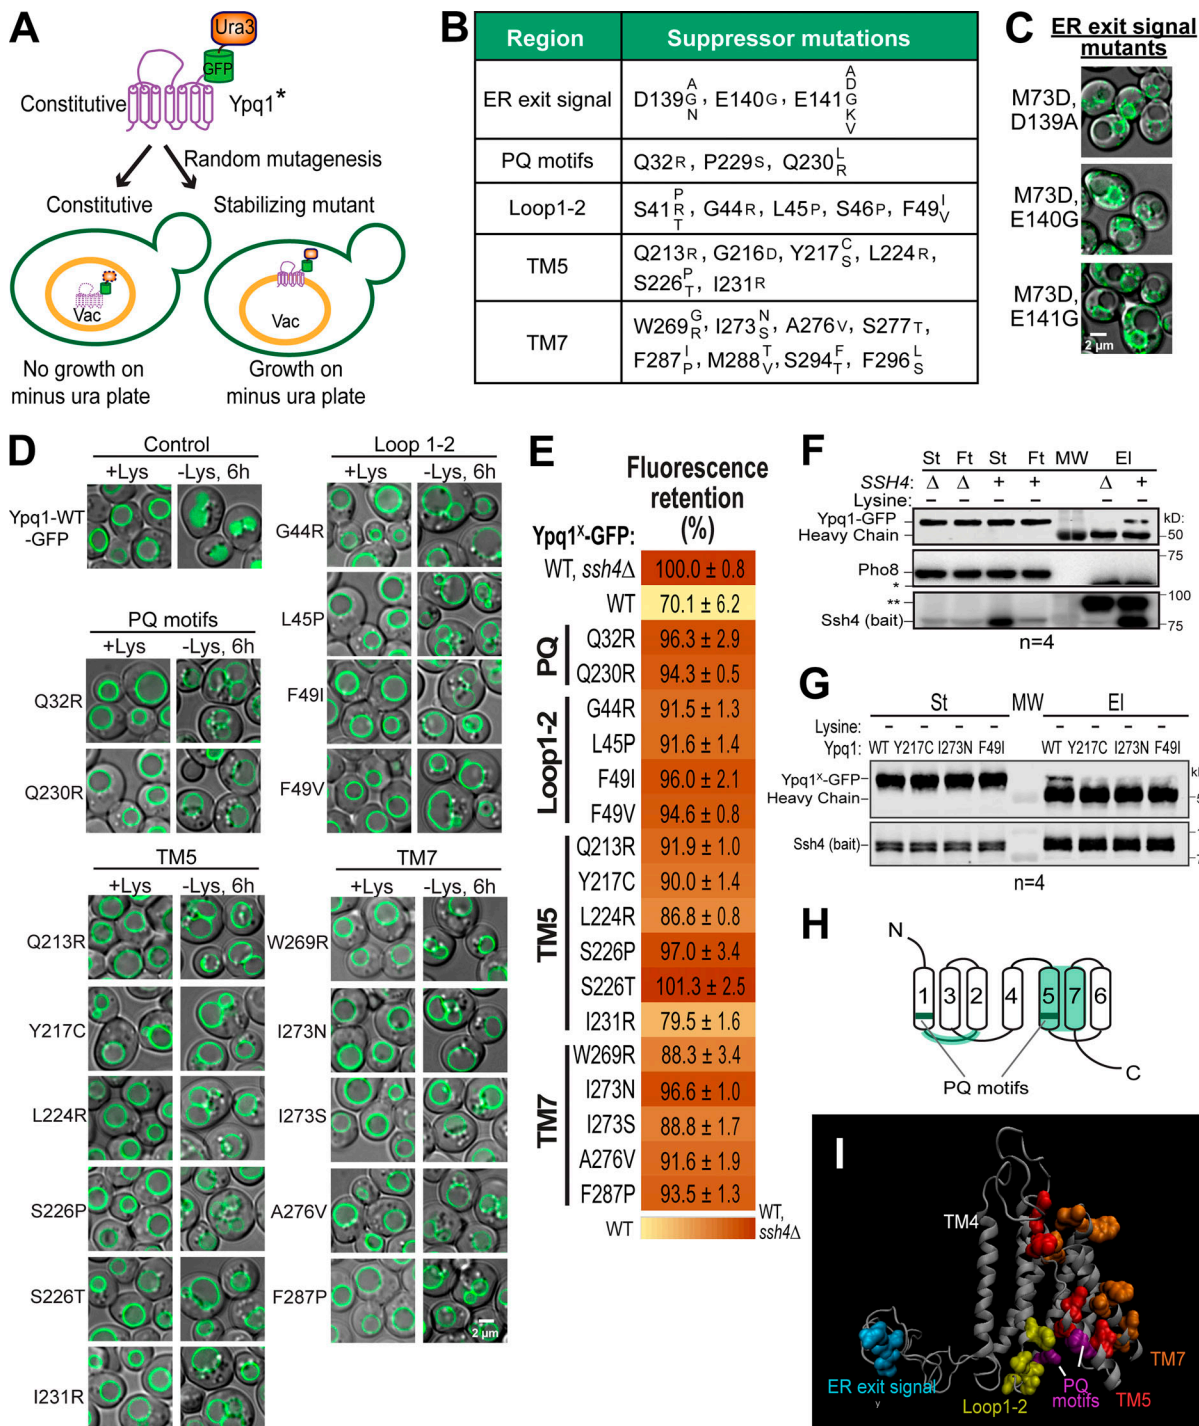 A
Ura3
GFP
Constitutive
Ypq1*
Random mutagenesis
Constitutive
Stabilizing mutant
Vac
Vac
No growth on
minus ura plate
Growth on
minus ura plate
B
Region
Suppressor mutations
ER exit signal
D139 A G N, E140G, E141 A D G K V
PQ motifs
Q32R, P229S, Q230 L R
Loop1-2
S41 P R T, G44R, L45P, S46P, F49 I V
TM5
Q213R, G216D, Y217 C S, L224R,
S226 P T, I231R
TM7
W269 G R, I273 N S, A276V, S277T,
F287 I P, M288 T V, S294 F T, F296 L S
C
ER exit signal
mutants
M73D,
D139A
M73D,
E140G
M73D,
E141G
2 µm
D
Control
+Lys
-Lys, 6h
Ypq1-WT
-GFP
PQ motifs
+Lys
-Lys, 6h
Q32R
Q230R
Loop 1-2
+Lys
-Lys, 6h
G44R
L45P
F49I
F49V
TM5
+Lys
-Lys, 6h
Q213R
Y217C
L224R
S226P
S226T
I231R
TM7
+Lys
-Lys, 6h
W269R
I273N
I273S
A276V
F287P
2 µm
E
Fluorescence
retention
(%)
Ypq1ˣ-GFP:
WT, ssh4Δ 100.0 ± 0.8
WT 70.1 ± 6.2
PQ
Q32R 96.3 ± 2.9
Q230R 94.3 ± 0.5
Loop1-2
G44R 91.5 ± 1.3
L45P 91.6 ± 1.4
F49I 96.0 ± 2.1
F49V 94.6 ± 0.8
TM5
Q213R 91.9 ± 1.0
Y217C 90.0 ± 1.4
L224R 86.8 ± 0.8
S226P 97.0 ± 3.4
S226T 101.3 ± 2.5
I231R 79.5 ± 1.6
TM7
W269R 88.3 ± 3.4
I273N 96.6 ± 1.0
I273S 88.8 ± 1.7
A276V 91.6 ± 1.9
F287P 93.5 ± 1.3
WT
WT,
ssh4Δ
F
St Ft St Ft MW El
SSH4: Δ Δ + + Δ +
Lysine: – – – – – –
Ypq1-GFP
kD:
Heavy Chain
50
Pho8
75
*
**
100
Ssh4 (bait)
75
n=4
G
St MW El
Lysine: – – – – – – – –
Ypq1: WT Y217C I273N F49I WT Y217C I273N F49I
Ypq1ˣ-GFP
Heavy Chain
Ssh4 (bait)
n=4
H
N
1 3 2 4 5 7 6
PQ motifs
C
I
TM4
ER exit signal
Loop1-2
PQ
motifs
TM7
TM5